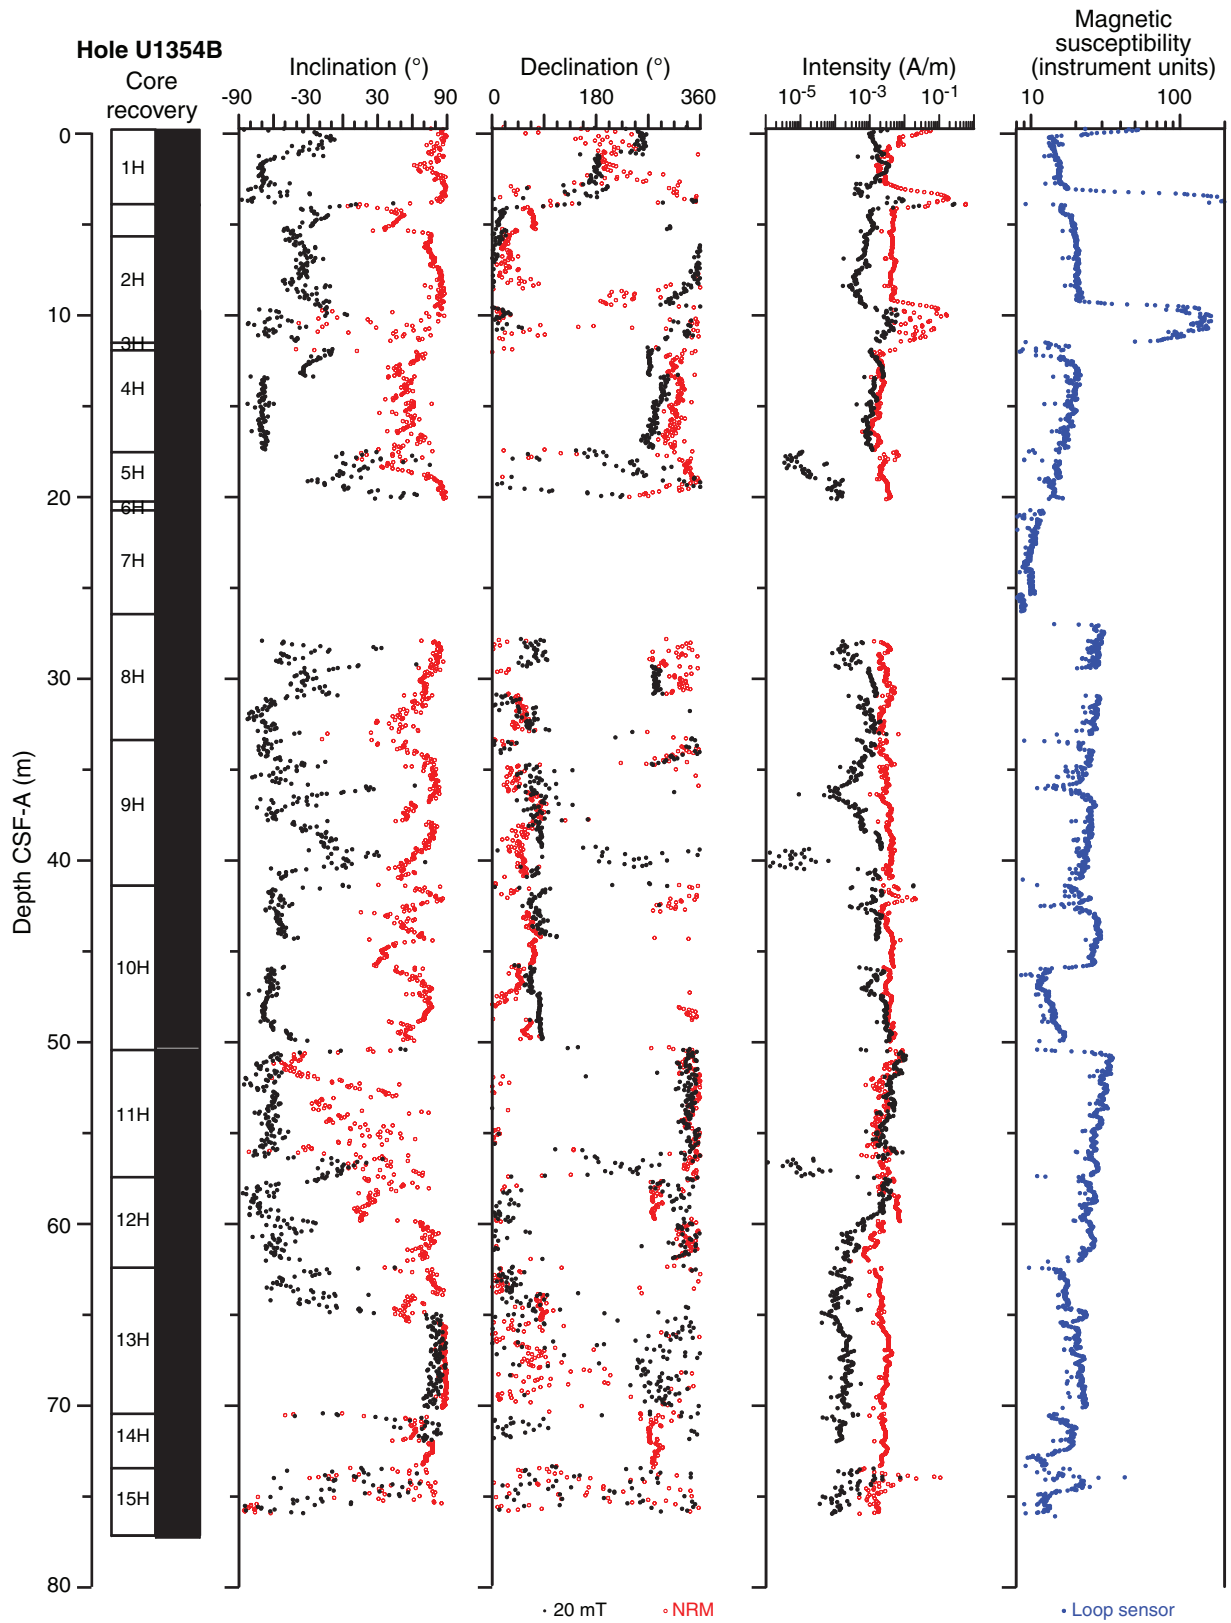 Hole U1354B
Core
recovery
Inclination (°)
-90 -30 30 90
Declination (°)
0 180 360
Intensity (A/m)
10-5 10-3 10-1
Magnetic
susceptibility
(instrument units)
10 100
Depth CSF-A (m)
0
10
20
30
40
50
60
70
80
1H
2H
3H
4H
5H
6H
7H
8H
9H
10H
11H
12H
13H
14H
15H
20 mT
NRM
Loop sensor